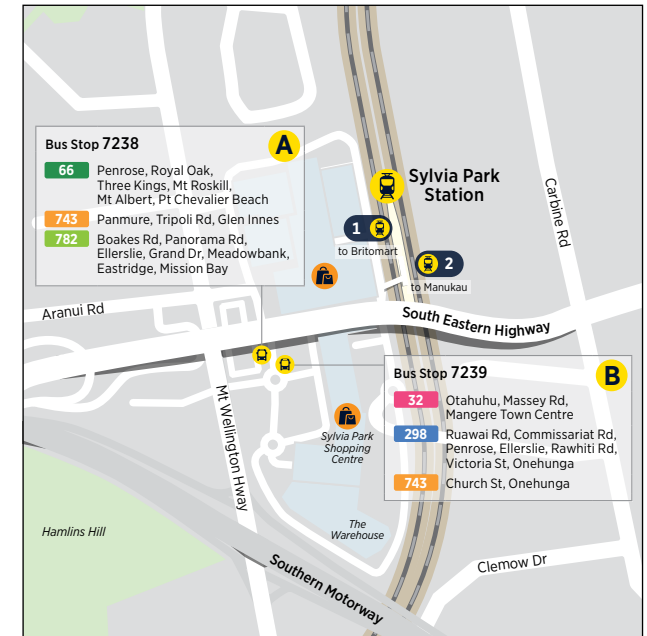 Bus Stop 7238
A
66
Penrose, Royal Oak,
Three Kings, Mt Roskill,
Mt Albert, Pt Chevalier Beach
743
Panmure, Tripoli Rd, Glen Innes
782
Boakes Rd, Panorama Rd,
Ellerslie, Grand Dr, Meadowbank,
Eastridge, Mission Bay
Sylvia Park
Station
1
to Britomart
2
to Manukau
Carbine Rd
Aranui Rd
South Eastern Highway
Bus Stop 7239
B
32
Otahuhu, Massey Rd,
Mangere Town Centre
298
Ruawai Rd, Commissariat Rd,
Penrose, Ellerslie, Rawhiti Rd,
Victoria St, Onehunga
743
Church St, Onehunga
Mt Wellington Hway
Sylvia Park
Shopping
Centre
The
Warehouse
Hamlins Hill
Southern Motorway
Clemow Dr